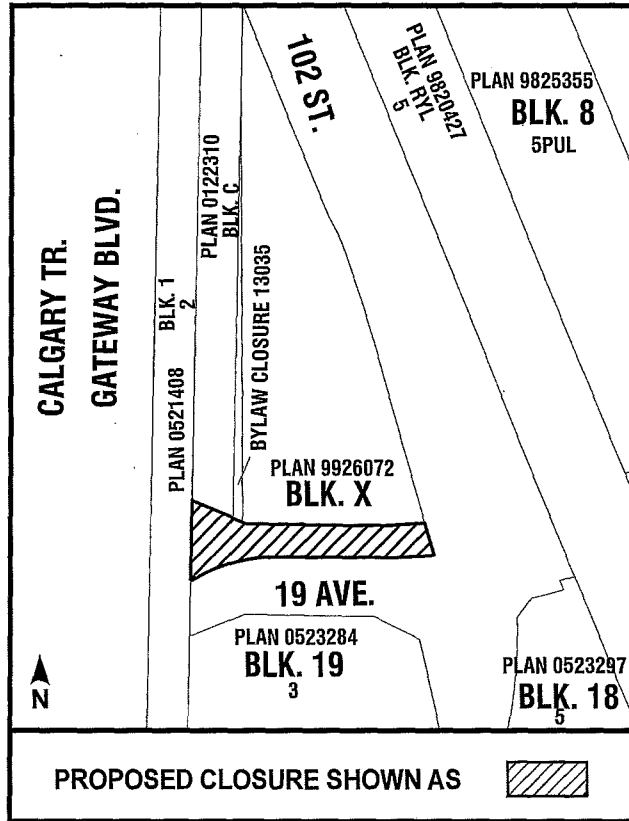 102 ST.
PLAN 9820427
BLK. RYL
5
PLAN 9825355
BLK. 8
5PUL
PLAN 0122310
BLK. C
CALGARY TR.
GATEWAY BLVD.
BLK. 1
2
PLAN 0521408
BYLAW CLOSURE 13035
PLAN 9926072
BLK. X
19 AVE.
PLAN 0523284
BLK. 19
3
PLAN 0523297
BLK. 18
5
N
PROPOSED CLOSURE SHOWN AS